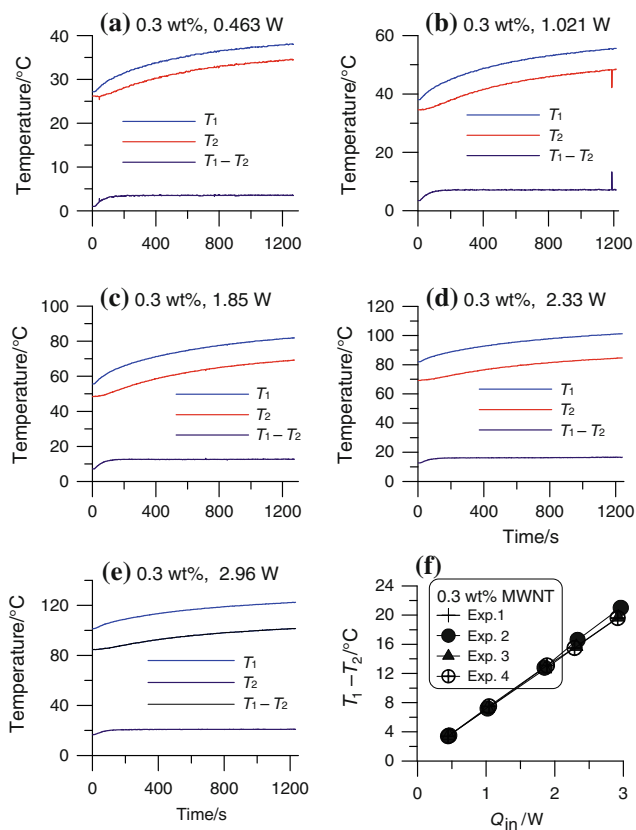 (a) 0.3 wt%, 0.463 W
Temperature/°C
40
30
20
10
0
T1
T2
T1 – T2
0 400 800 1200
(b) 0.3 wt%, 1.021 W
Temperature/°C
60
40
20
0
T1
T2
T1 – T2
0 400 800 1200
(c) 0.3 wt%, 1.85 W
Temperature/°C
100
80
60
40
20
0
T1
T2
T1 – T2
0 400 800 1200
(d) 0.3 wt%, 2.33 W
Temperature/°C
120
100
80
60
40
20
0
T1
T2
T1 – T2
0 400 800 1200
Time/s
(e) 0.3 wt%, 2.96 W
Temperature/°C
120
80
40
0
T1
T2
T1 – T2
0 400 800 1200
Time/s
(f)
T1 – T2/°C
24
20
16
12
8
4
0
0.3 wt% MWNT
Exp.1
Exp. 2
Exp. 3
Exp. 4
0 1 2 3
Qin/W